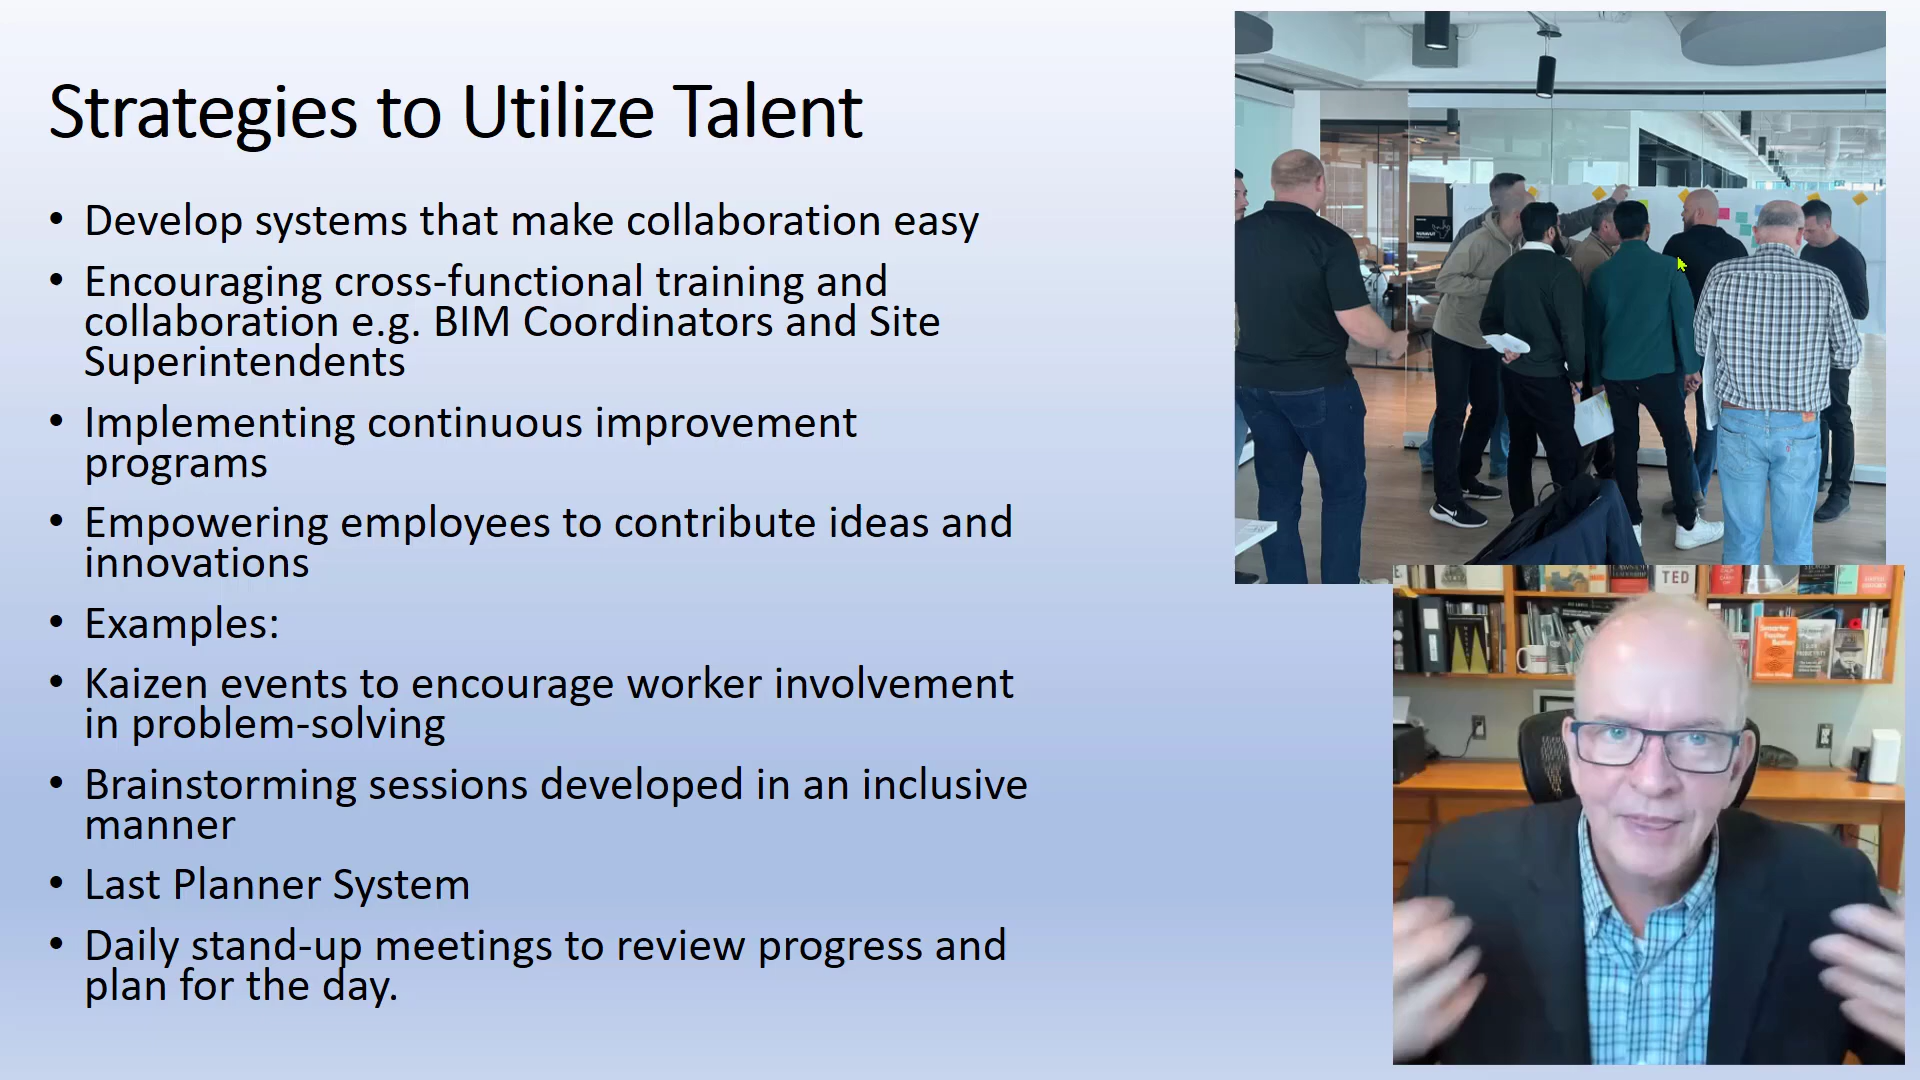 Strategies to Utilize Talent
• Develop systems that make collaboration easy
• Encouraging cross-functional training and
collaboration e.g. BIM Coordinators and Site
Superintendents
• Implementing continuous improvement
programs
• Empowering employees to contribute ideas and
innovations
• Examples:
• Kaizen events to encourage worker involvement
in problem-solving
• Brainstorming sessions developed in an inclusive
manner
• Last Planner System
• Daily stand-up meetings to review progress and
plan for the day.
TED
Smarter
Faster
Better